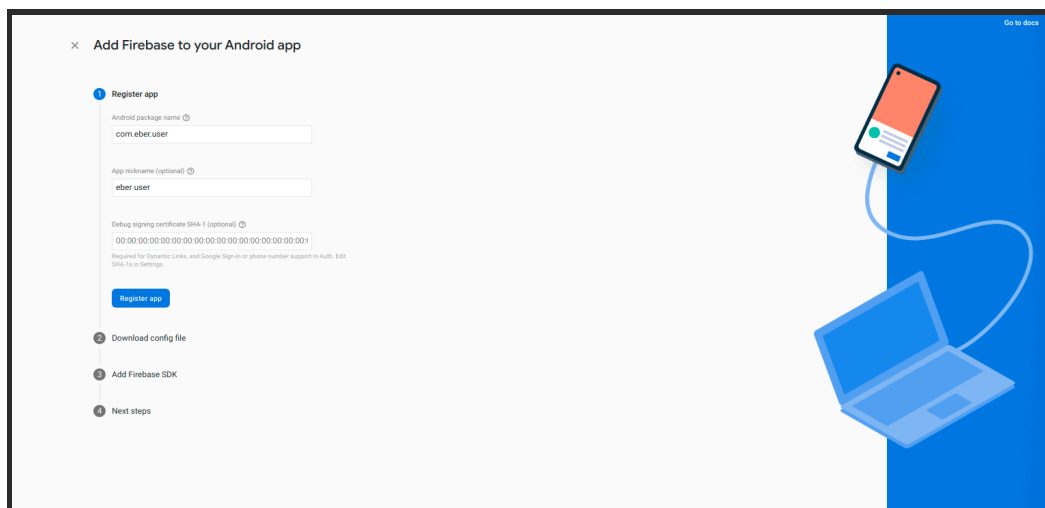 Go to docs
× Add Firebase to your Android app
1 Register app
Android package name ?
com.eber.user
App nickname (optional) ?
eber user
Debug signing certificate SHA-1 (optional) ?
00:00:00:00:00:00:00:00:00:00:00:00:00:00:00:00:00:
Required for Dynamic Links, and Google Sign-In or phone number support in Auth. Edit
SHA-1s in Settings.
Register app
2 Download config file
3 Add Firebase SDK
4 Next steps